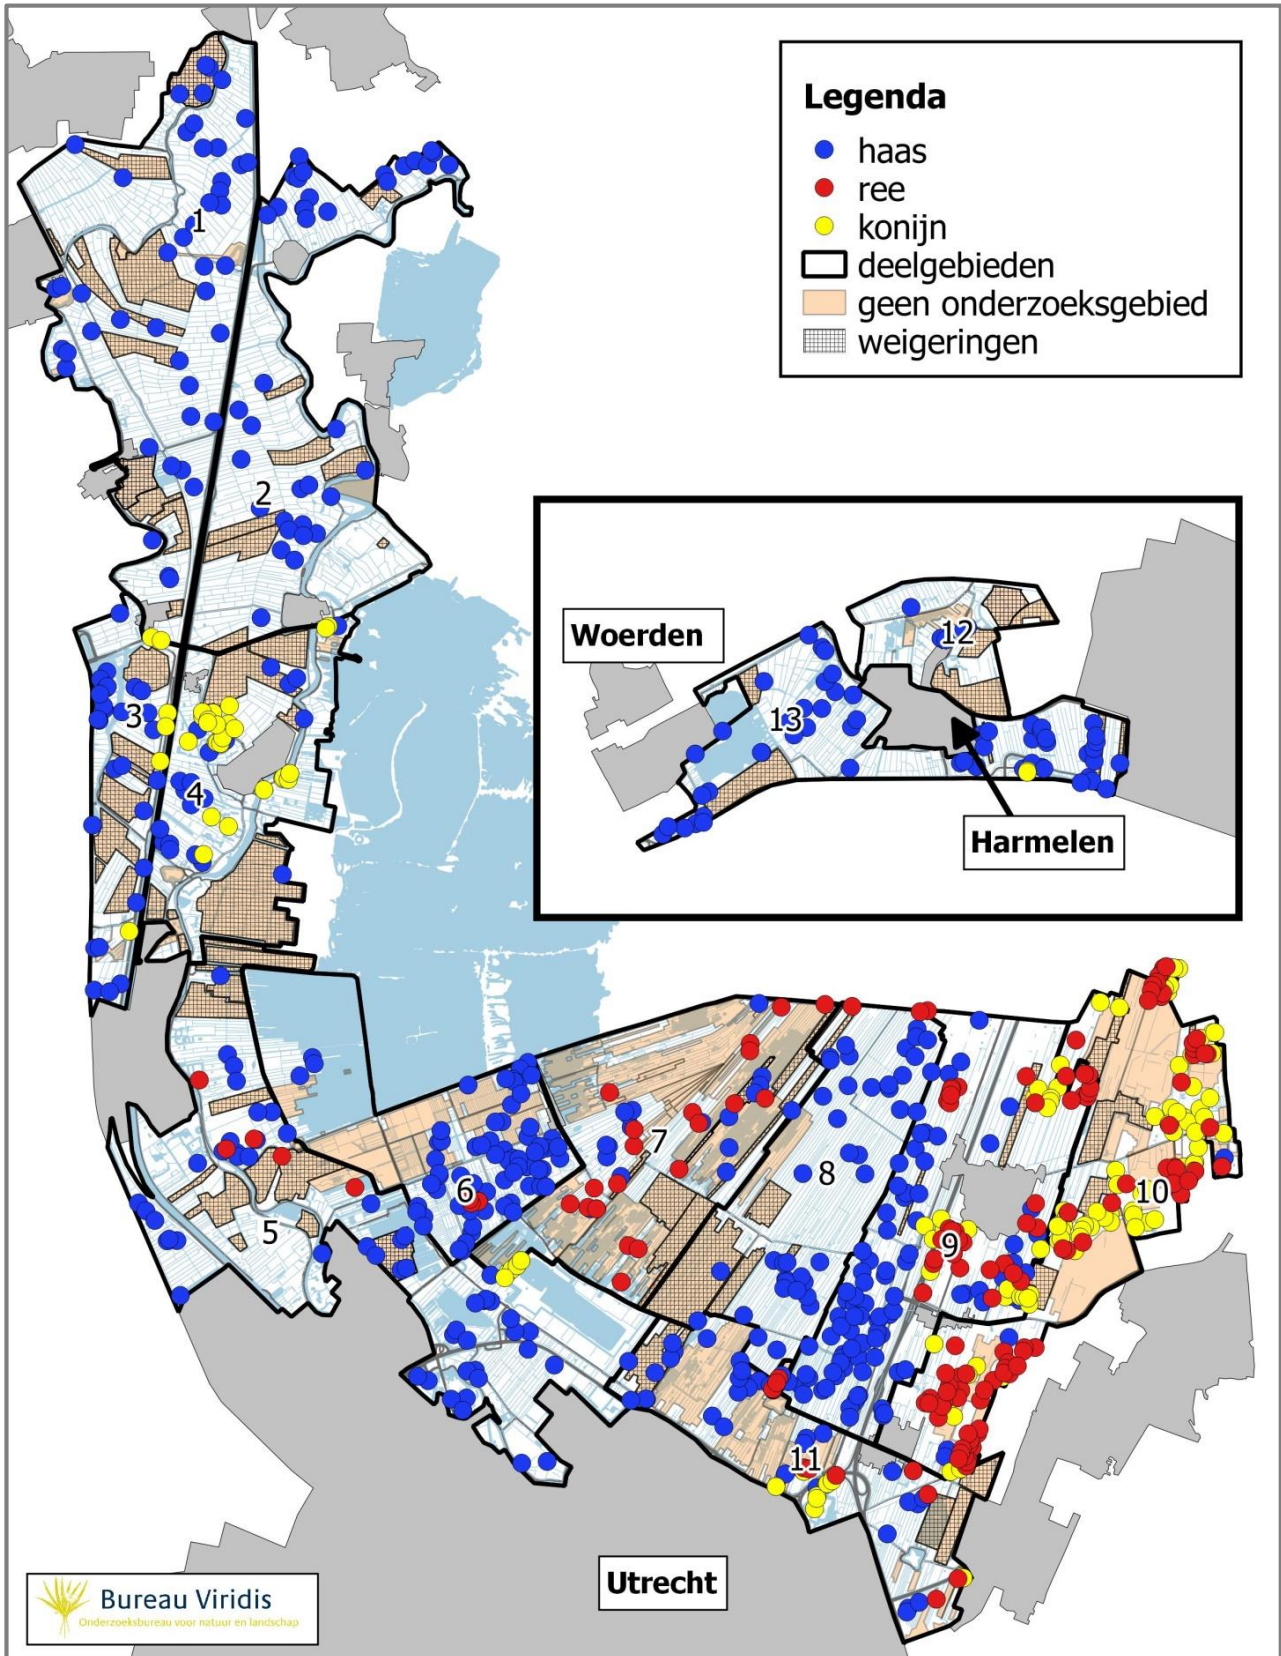 Legenda
haas
ree
konijn
deelgebieden
geen onderzoeksgebied
weigeringen
1
2
3
4
Woerden
12
13
Harmelen
5
6
7
8
9
10
11
Utrecht
Bureau Viridis
Onderzoeksbureau voor natuur en landschap